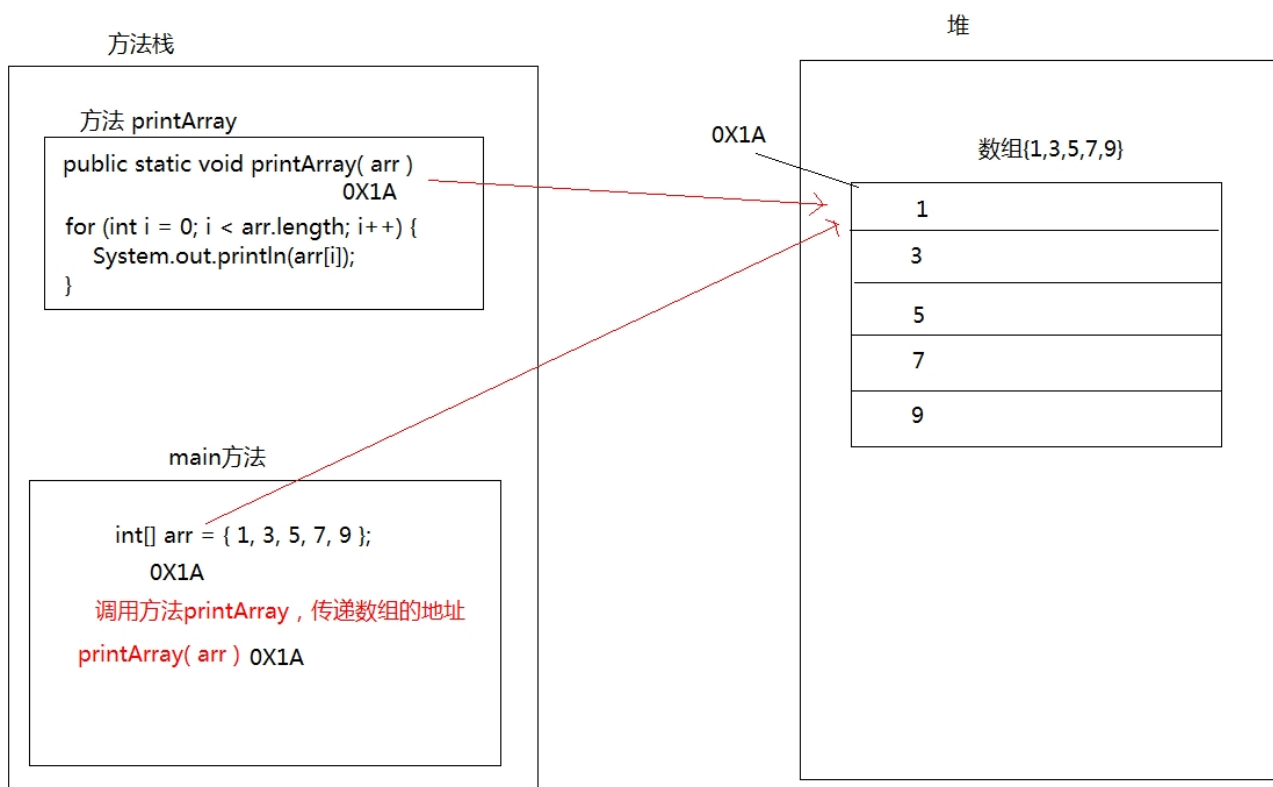 方法栈
方法 printArray
public static void printArray( arr )
0X1A
for (int i = 0; i < arr.length; i++) {
System.out.println(arr[i]);
}
main方法
int[] arr = { 1, 3, 5, 7, 9 };
0X1A
调用方法printArray，传递数组的地址
printArray( arr ) 0X1A
堆
0X1A
数组{1,3,5,7,9}
1
3
5
7
9